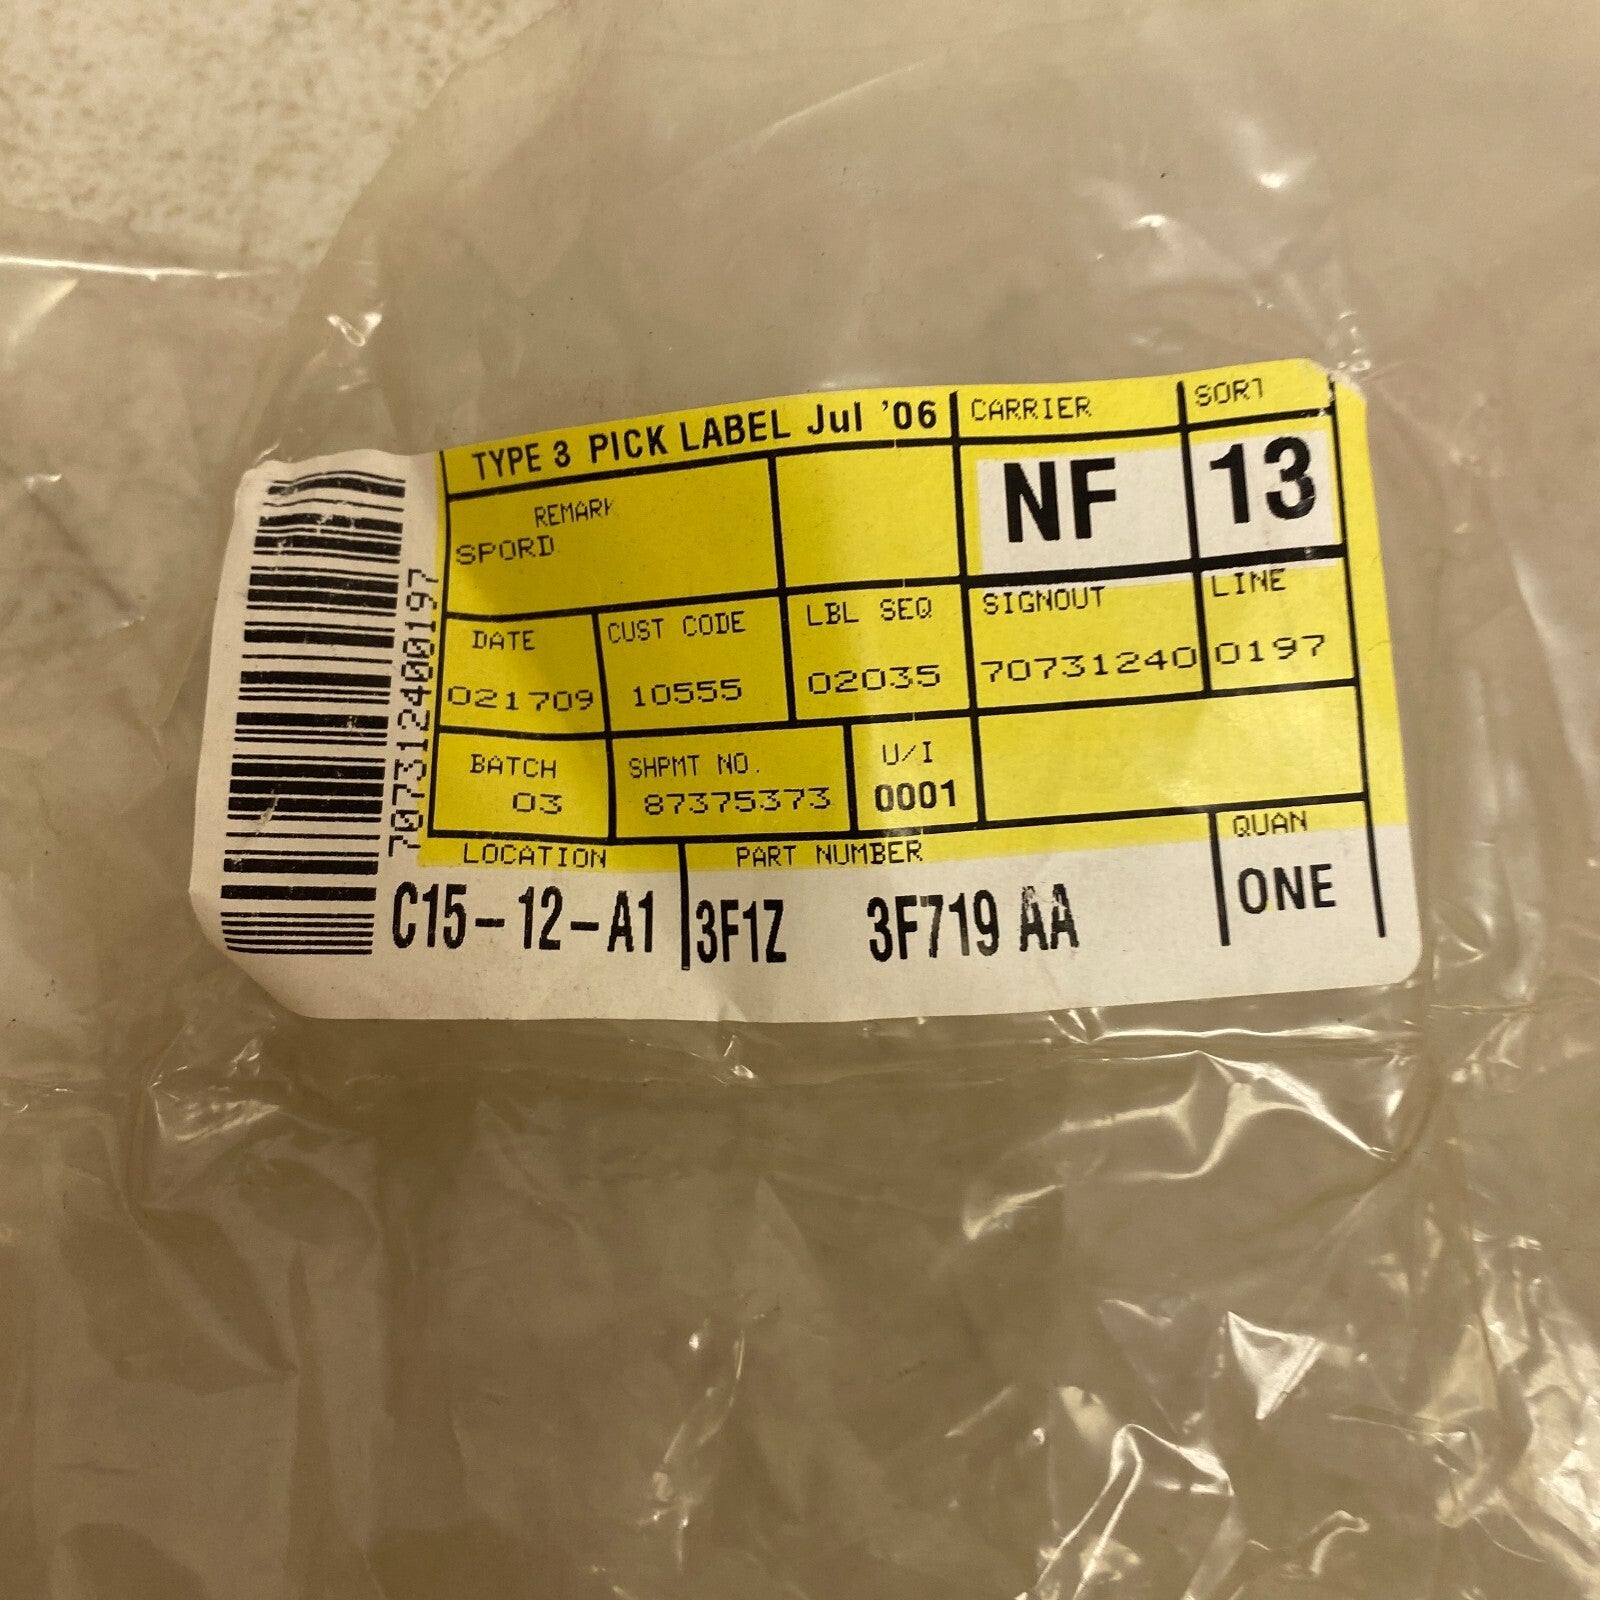 TYPE 3 PICK LABEL Jul '06 CARRIER SORT
REMARK NF 13
SPORD
DATE CUST CODE LBL SEQ SIGNOUT LINE
021709 10555 02035 70731240 0197
BATCH SHPMT NO. U/I
03 87375373 0001
LOCATION PART NUMBER QUAN
C15-12-A1 3F1Z 3F719 AA ONE
707312400197